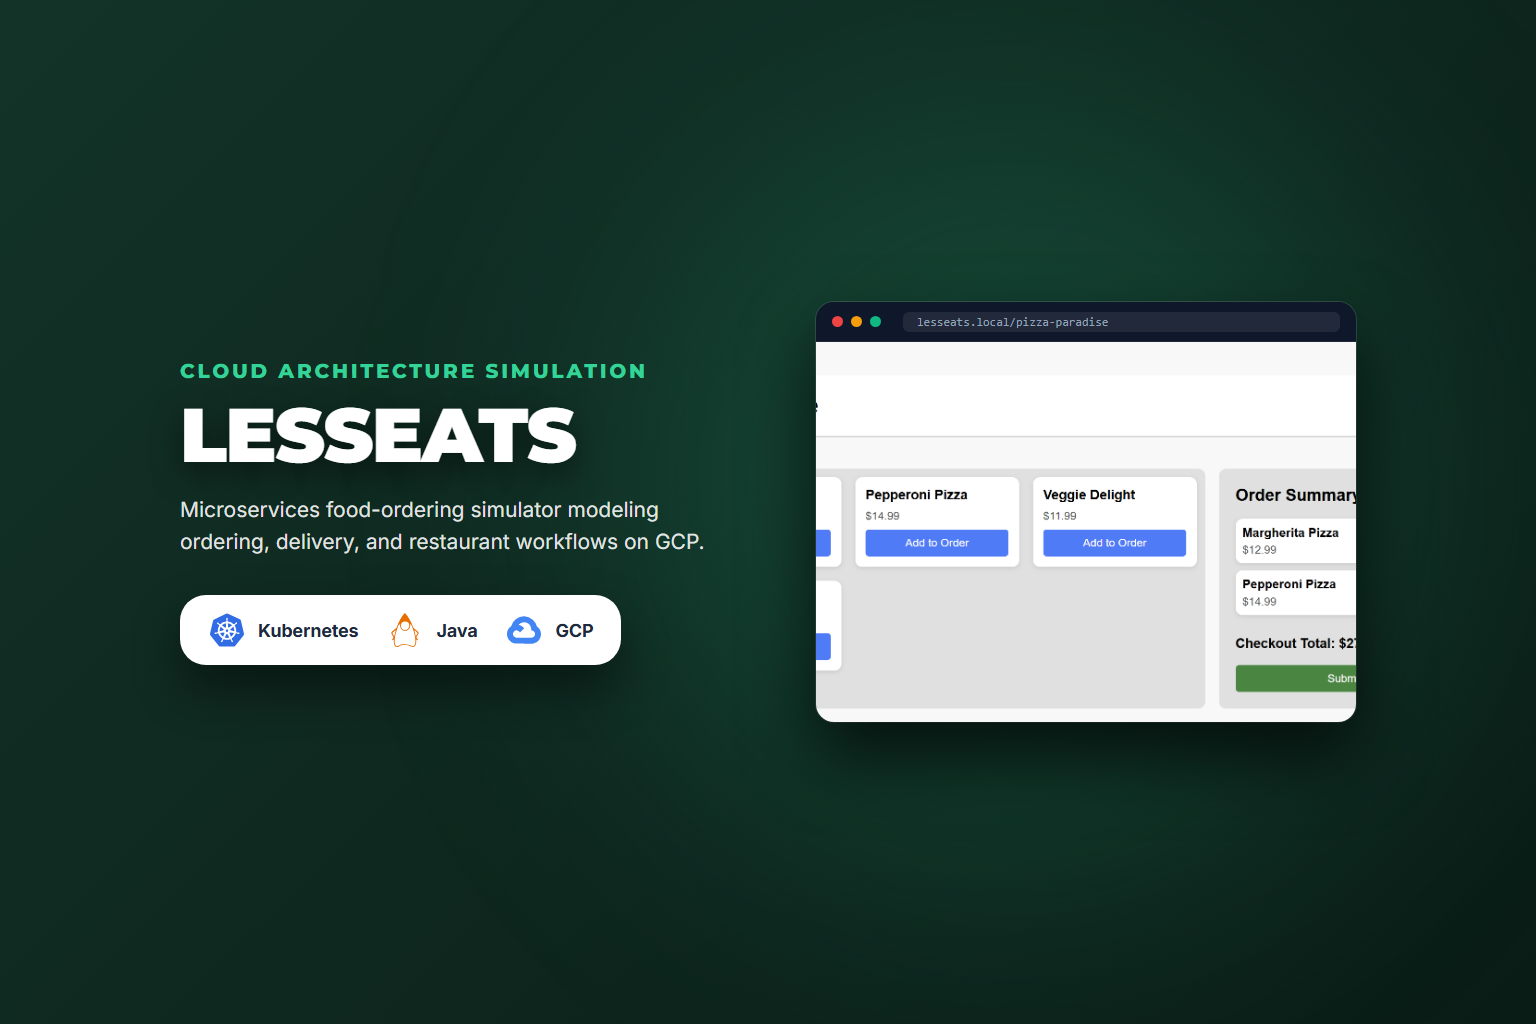 CLOUD ARCHITECTURE SIMULATION
LESSEATS
Microservices food-ordering simulator modeling
ordering, delivery, and restaurant workflows on GCP.
Kubernetes Java GCP
lesseats.local/pizza-paradise
Pepperoni Pizza
$14.99
Add to Order
Veggie Delight
$11.99
Add to Order
Order Summary
Margherita Pizza
$12.99
Pepperoni Pizza
$14.99
Checkout Total: $27
Subm